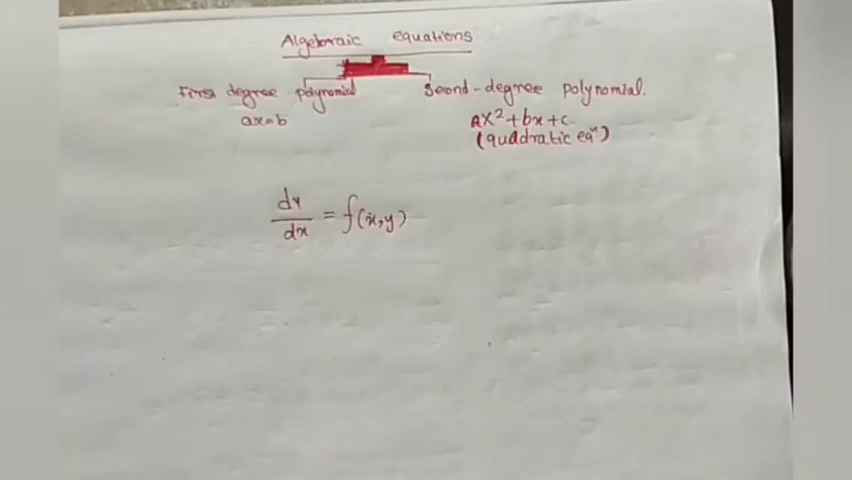 Algebraic equations
First degree polynomial
ax=b
Second-degree polynomial.
ax²+bx+c
(quadratic eqⁿ)
dy/dx = f(x,y)